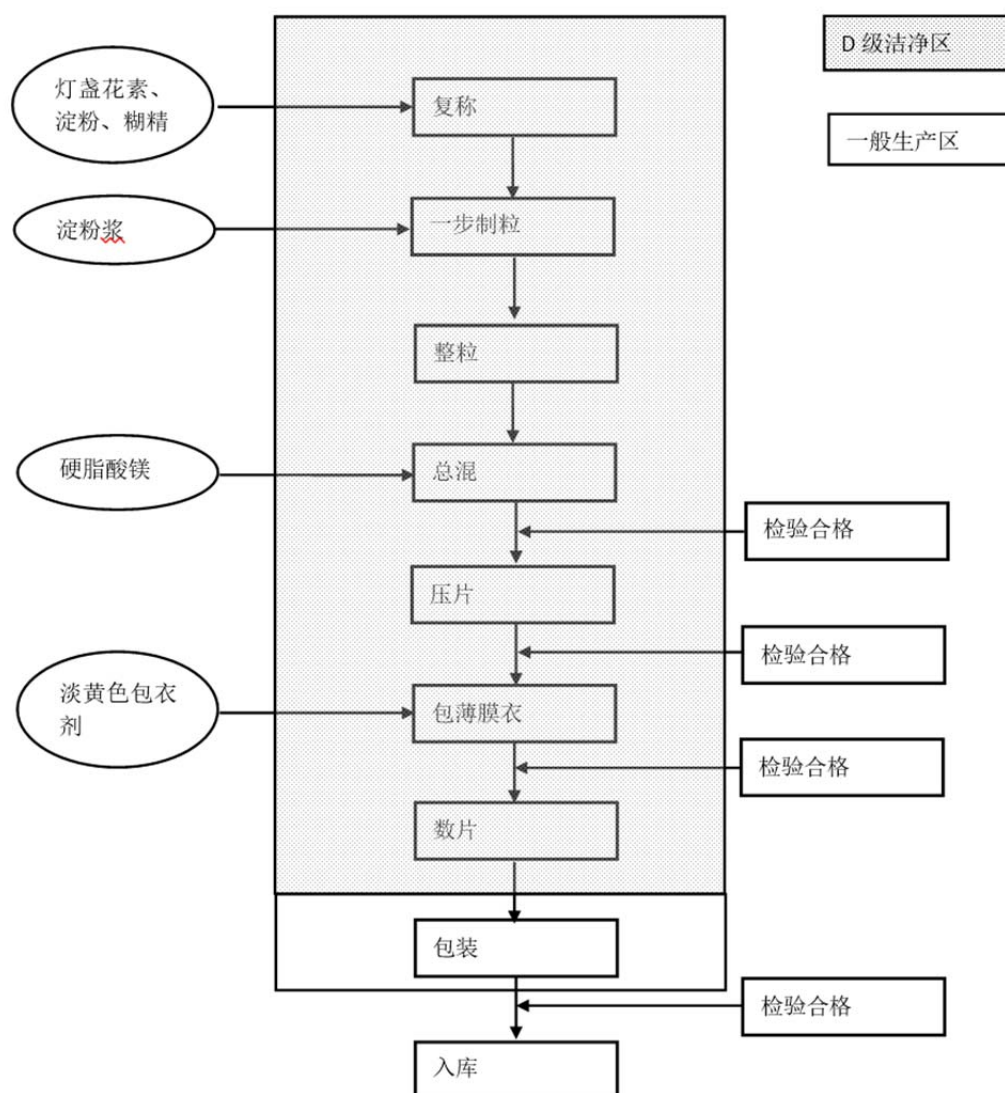 D 级洁净区
灯盏花素、
淀粉、糊精
复称
一般生产区
淀粉浆
一步制粒
整粒
硬脂酸镁
总混
检验合格
压片
检验合格
淡黄色包衣
剂
包薄膜衣
检验合格
数片
包装
检验合格
入库